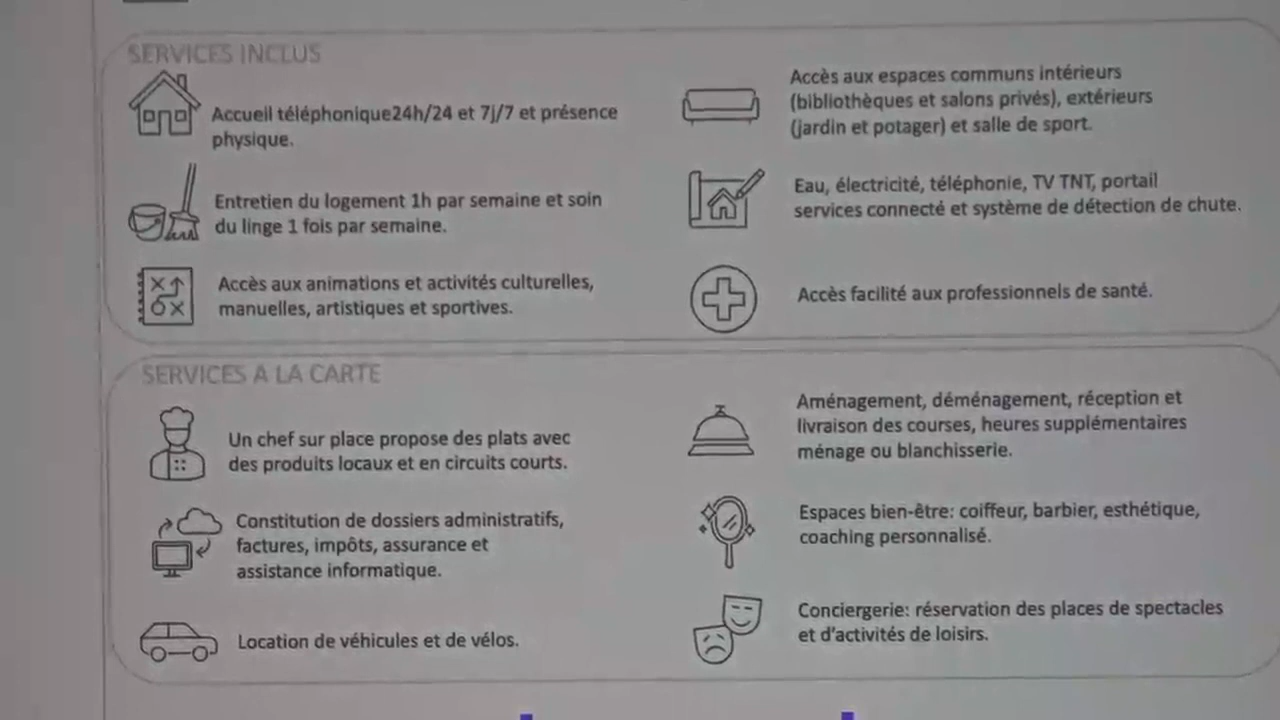 SERVICES INCLUS
Accueil téléphonique24h/24 et 7j/7 et présence
physique.
Entretien du logement 1h par semaine et soin
du linge 1 fois par semaine.
Accès aux animations et activités culturelles,
manuelles, artistiques et sportives.
Accès aux espaces communs intérieurs
(bibliothèques et salons privés), extérieurs
(jardin et potager) et salle de sport.
Eau, électricité, téléphonie, TV TNT, portail
services connecté et système de détection de chute.
Accès facilité aux professionnels de santé.
SERVICES A LA CARTE
Un chef sur place propose des plats avec
des produits locaux et en circuits courts.
Constitution de dossiers administratifs,
factures, impôts, assurance et
assistance informatique.
Location de véhicules et de vélos.
Aménagement, déménagement, réception et
livraison des courses, heures supplémentaires
ménage ou blanchisserie.
Espaces bien-être: coiffeur, barbier, esthétique,
coaching personnalisé.
Conciergerie: réservation des places de spectacles
et d'activités de loisirs.